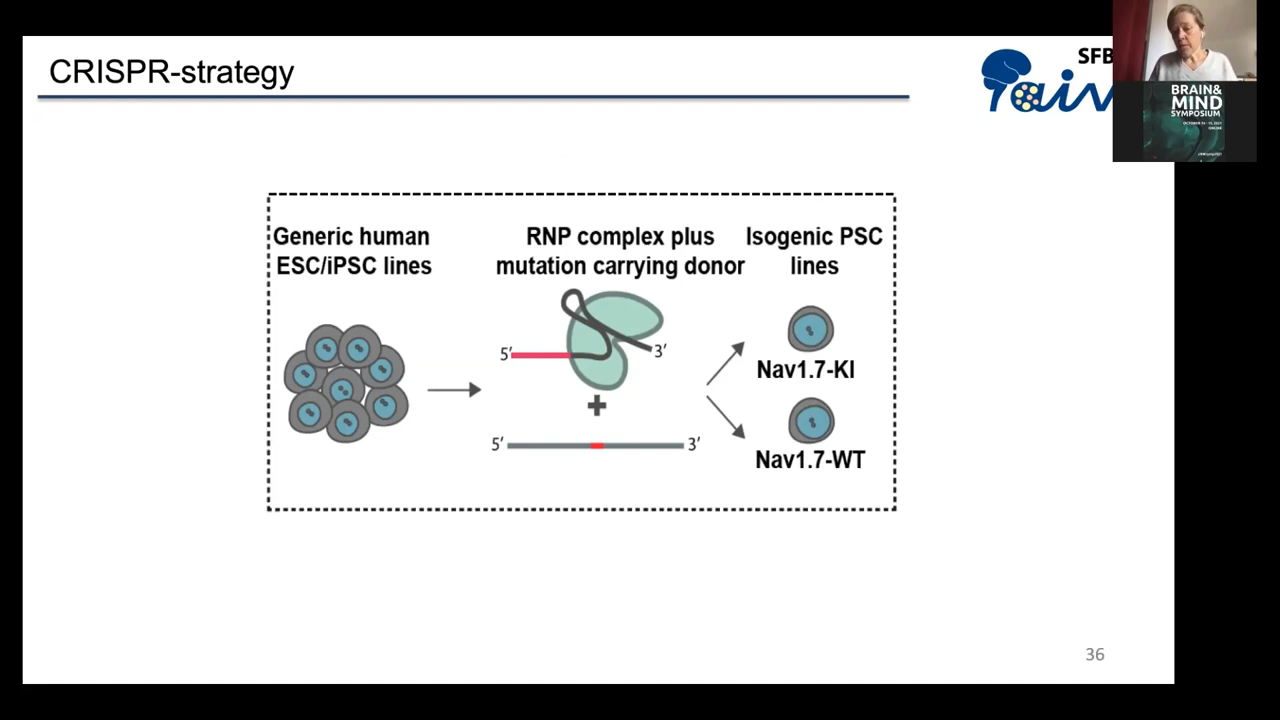 CRISPR-strategy
SFB
BRAIN&
MIND
SYMPOSIUM
ONLINE
Generic human
ESC/iPSC lines
RNP complex plus
mutation carrying donor
Isogenic PSC
lines
5′
3′
+
5′
3′
Nav1.7-KI
Nav1.7-WT
36